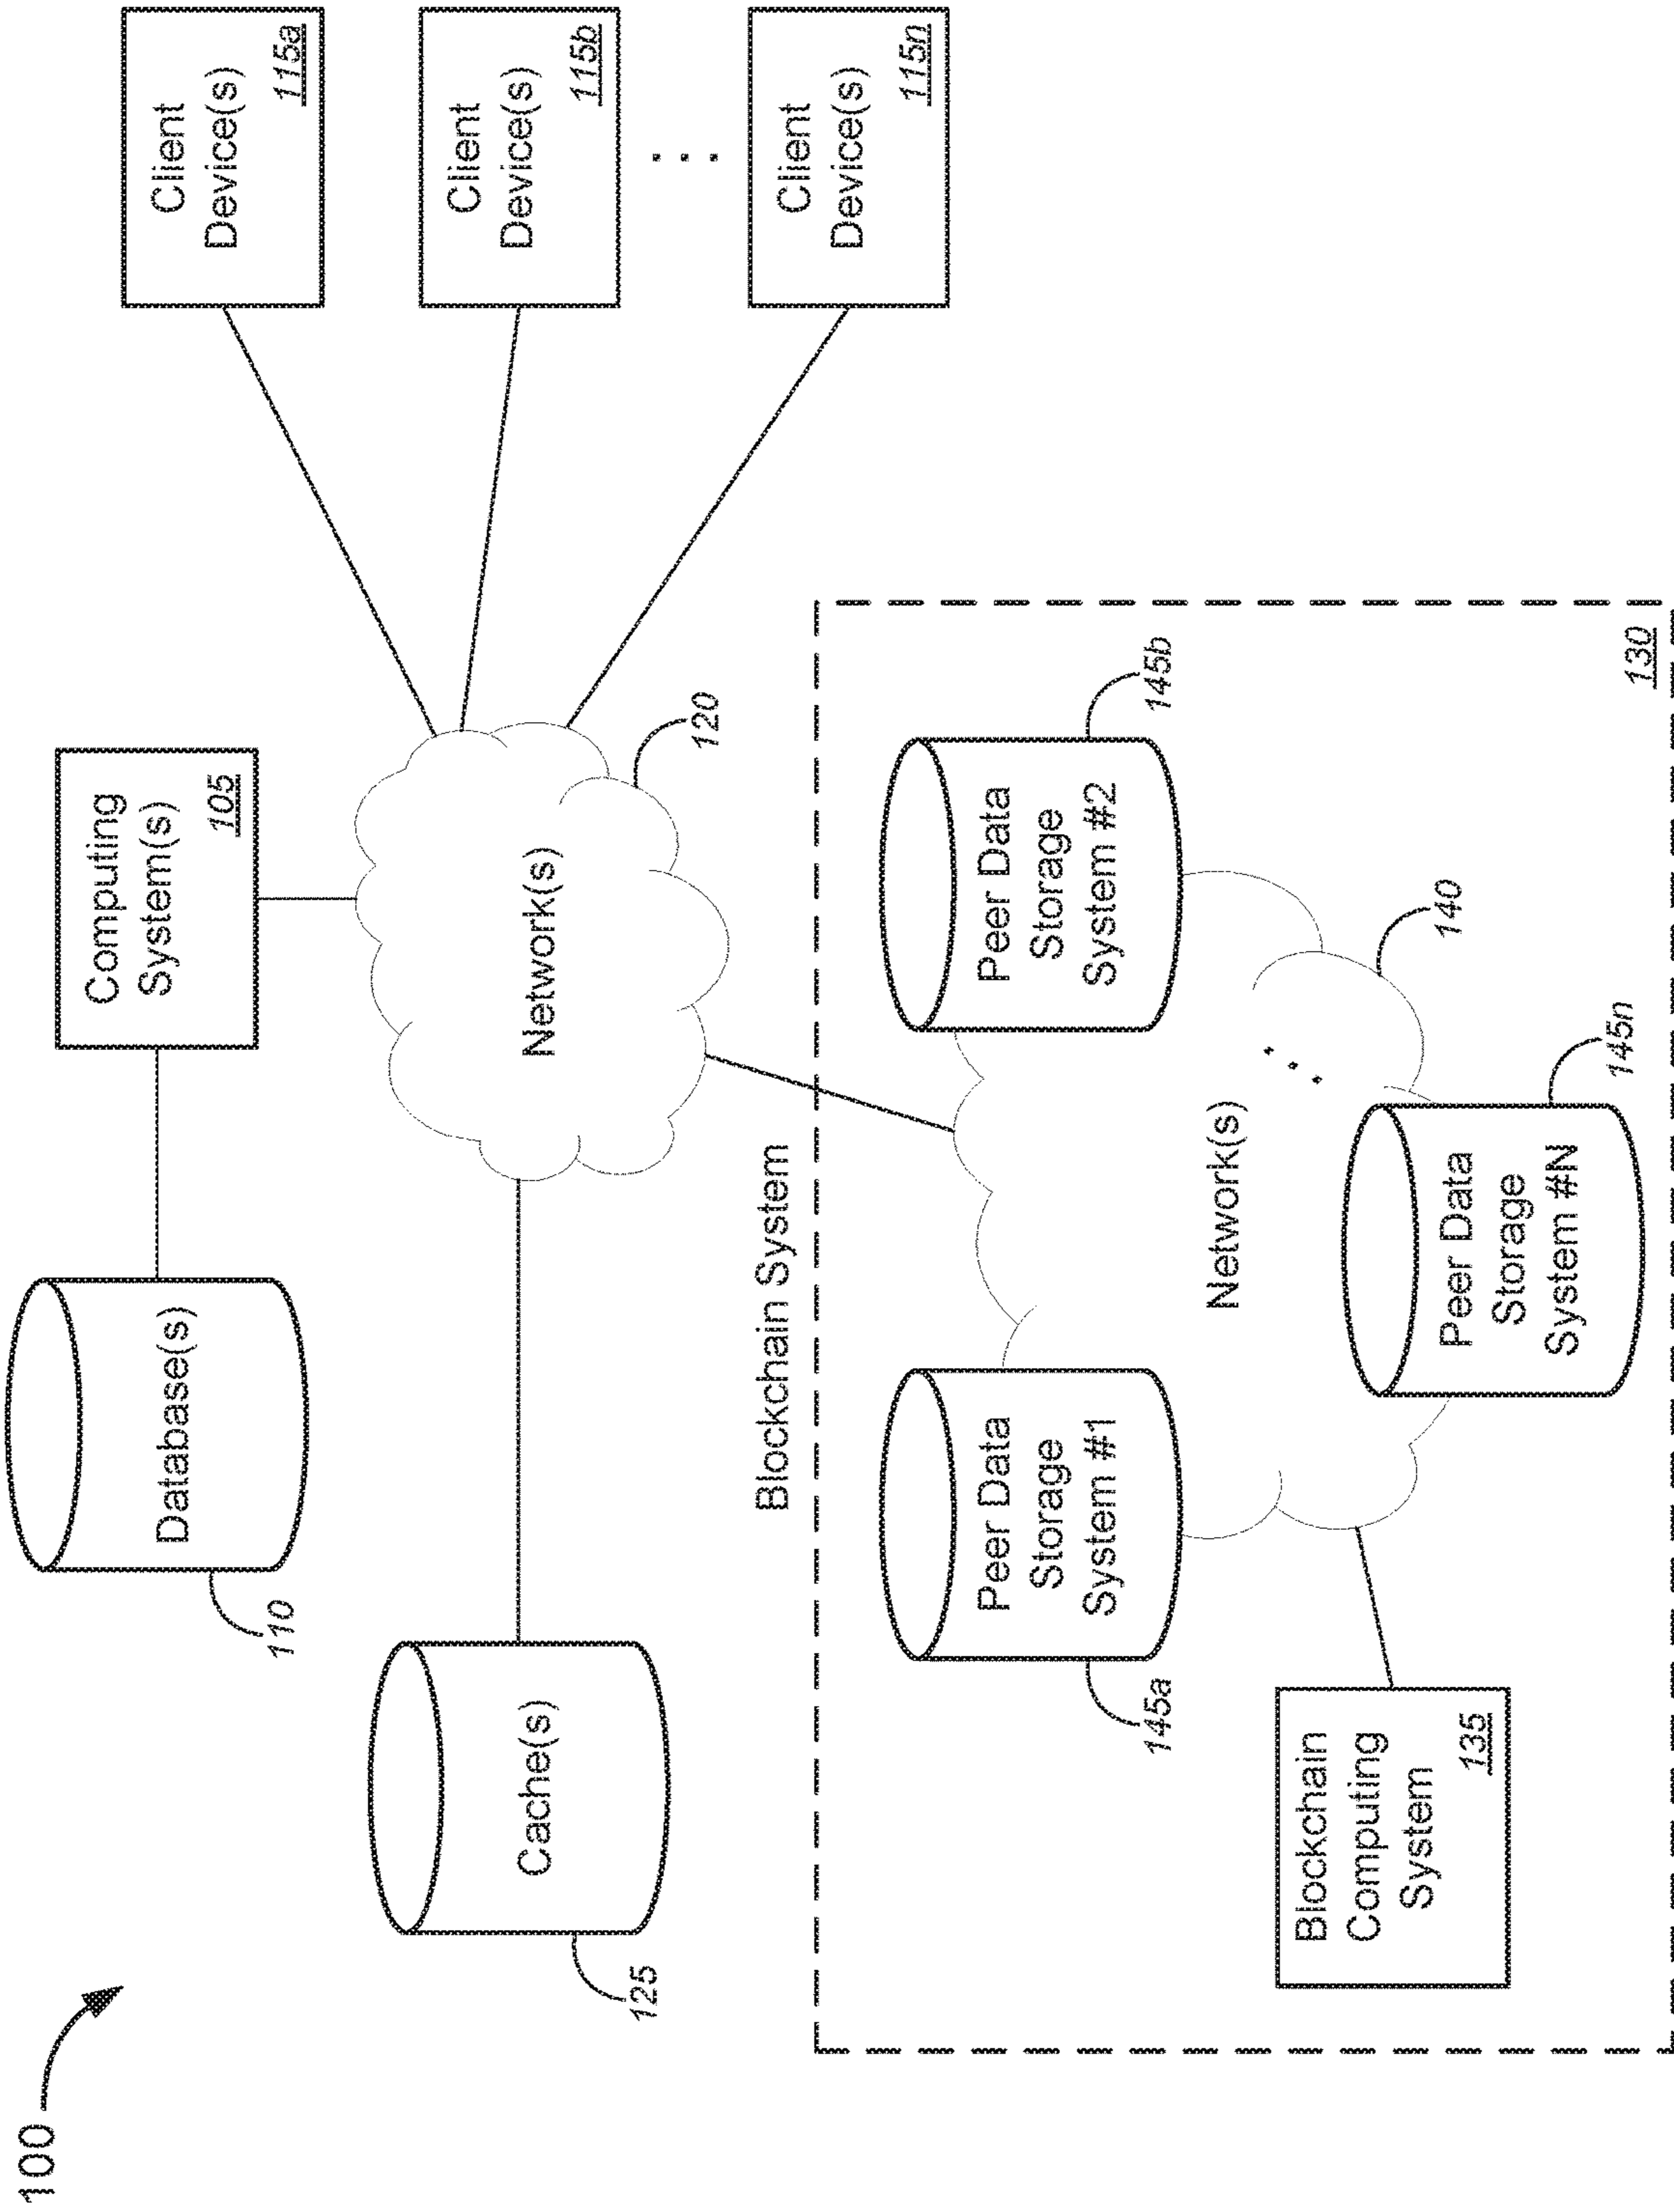 100
110
Database(s)
Computing
System(s)
105
125
Cache(s)
Network(s)
120
Client
Device(s)
115a
Client
Device(s)
115b
. . .
Client
Device(s)
115n
Blockchain System
145a
Peer Data
Storage
System #1
Peer Data
Storage
System #2
145b
Network(s)
. . .
140
Blockchain
Computing
System
135
Peer Data
Storage
System #N
145n
130